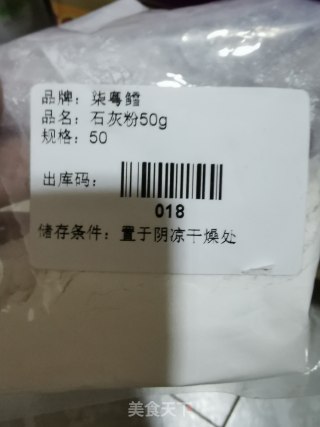 品牌：柒粤鳕
品名：石灰粉50g
规格：50
出库码：
018
储存条件：置于阴凉干燥处
美食天下